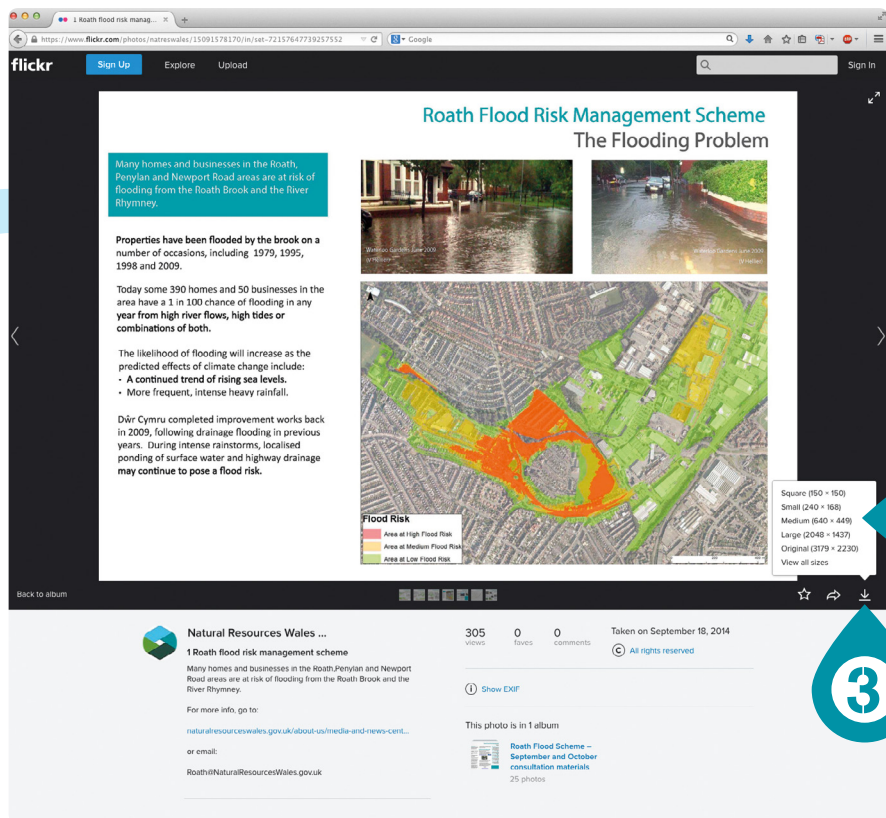 1 Roath flood risk manag...
https://www.flickr.com/photos/natreswales/15091578170/in/set-72157647739257552
Google
flickr
Sign Up
Explore
Upload
Sign In
Roath Flood Risk Management Scheme
The Flooding Problem
Many homes and businesses in the Roath,
Penylan and Newport Road areas are at risk of
flooding from the Roath Brook and the River
Rhymney.
Properties have been flooded by the brook on a
number of occasions, including 1979, 1995,
1998 and 2009.
Today some 390 homes and 50 businesses in the
area have a 1 in 100 chance of flooding in any
year from high river flows, high tides or
combinations of both.
The likelihood of flooding will increase as the
predicted effects of climate change include:
• A continued trend of rising sea levels.
• More frequent, intense heavy rainfall.
Dŵr Cymru completed improvement works back
in 2009, following drainage flooding in previous
years. During intense rainstorms, localised
ponding of surface water and highway drainage
may continue to pose a flood risk.
Gardens June 2009
Gardens June 2009
Flood Risk
Area at High Flood Risk
Area at Medium Flood Risk
Area at Low Flood Risk
Square (150 × 150)
Small (240 × 168)
Medium (640 × 449)
Large (2048 × 1437)
Original (3179 × 2230)
View all sizes
Back to album
3
Natural Resources Wales ...
1 Roath flood risk management scheme
Many homes and businesses in the Roath,Penylan and Newport
Road areas are at risk of flooding from the Roath Brook and the
River Rhymney.
For more info, go to:
naturalresourceswales.gov.uk/about-us/media-and-news-cent...
or email:
Roath@NaturalResourcesWales.gov.uk
305
views
0
faves
0
comments
Taken on September 18, 2014
© All rights reserved
Show EXIF
This photo is in 1 album
Roath Flood Scheme –
September and October
consultation materials
25 photos